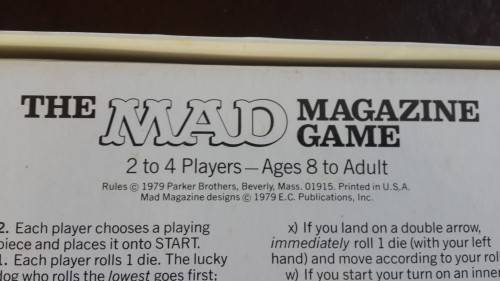 THE MAD MAGAZINE GAME
2 to 4 Players — Ages 8 to Adult
Rules © 1979 Parker Brothers, Beverly, Mass. 01915. Printed in U.S.A.
Mad Magazine designs © 1979 E.C. Publications, Inc.
2. Each player chooses a playing
piece and places it onto START.
1. Each player rolls 1 die. The lucky
dog who rolls the lowest goes first;
x) If you land on a double arrow,
immediately roll 1 die (with your left
hand) and move according to your roll
w) If you start your turn on an inner